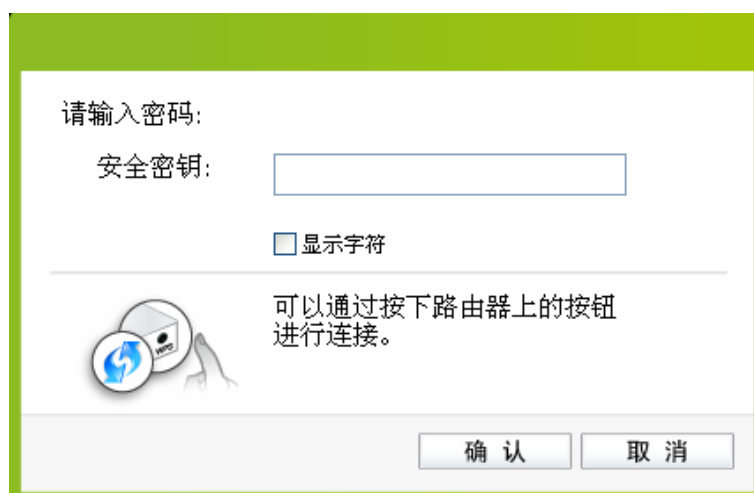 请输入密码:
安全密钥:
显示字符
可以通过按下路由器上的按钮
进行连接。
WPS
确 认
取 消